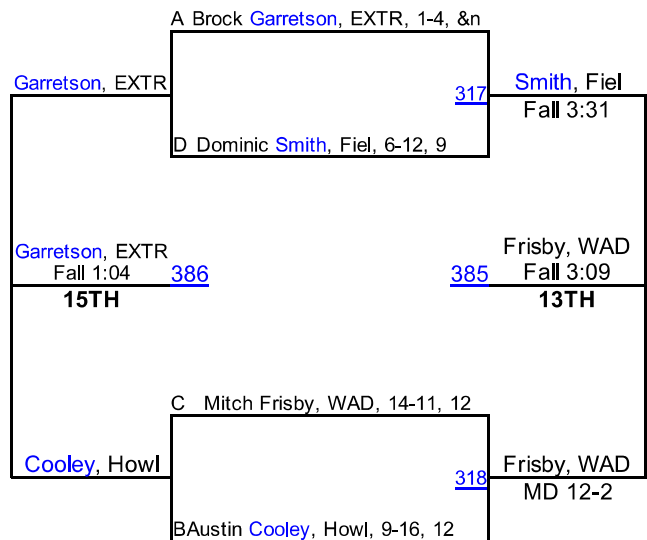 A Brock Garretson, EXTR, 1-4, &n
Garretson, EXTR
317
Smith, Fiel
Fall 3:31
D Dominic Smith, Fiel, 6-12, 9
Garretson, EXTR
Fall 1:04
386
15TH
385
Frisby, WAD
Fall 3:09
13TH
C Mitch Frisby, WAD, 14-11, 12
Cooley, Howl
318
Frisby, WAD
MD 12-2
BAustin Cooley, Howl, 9-16, 12